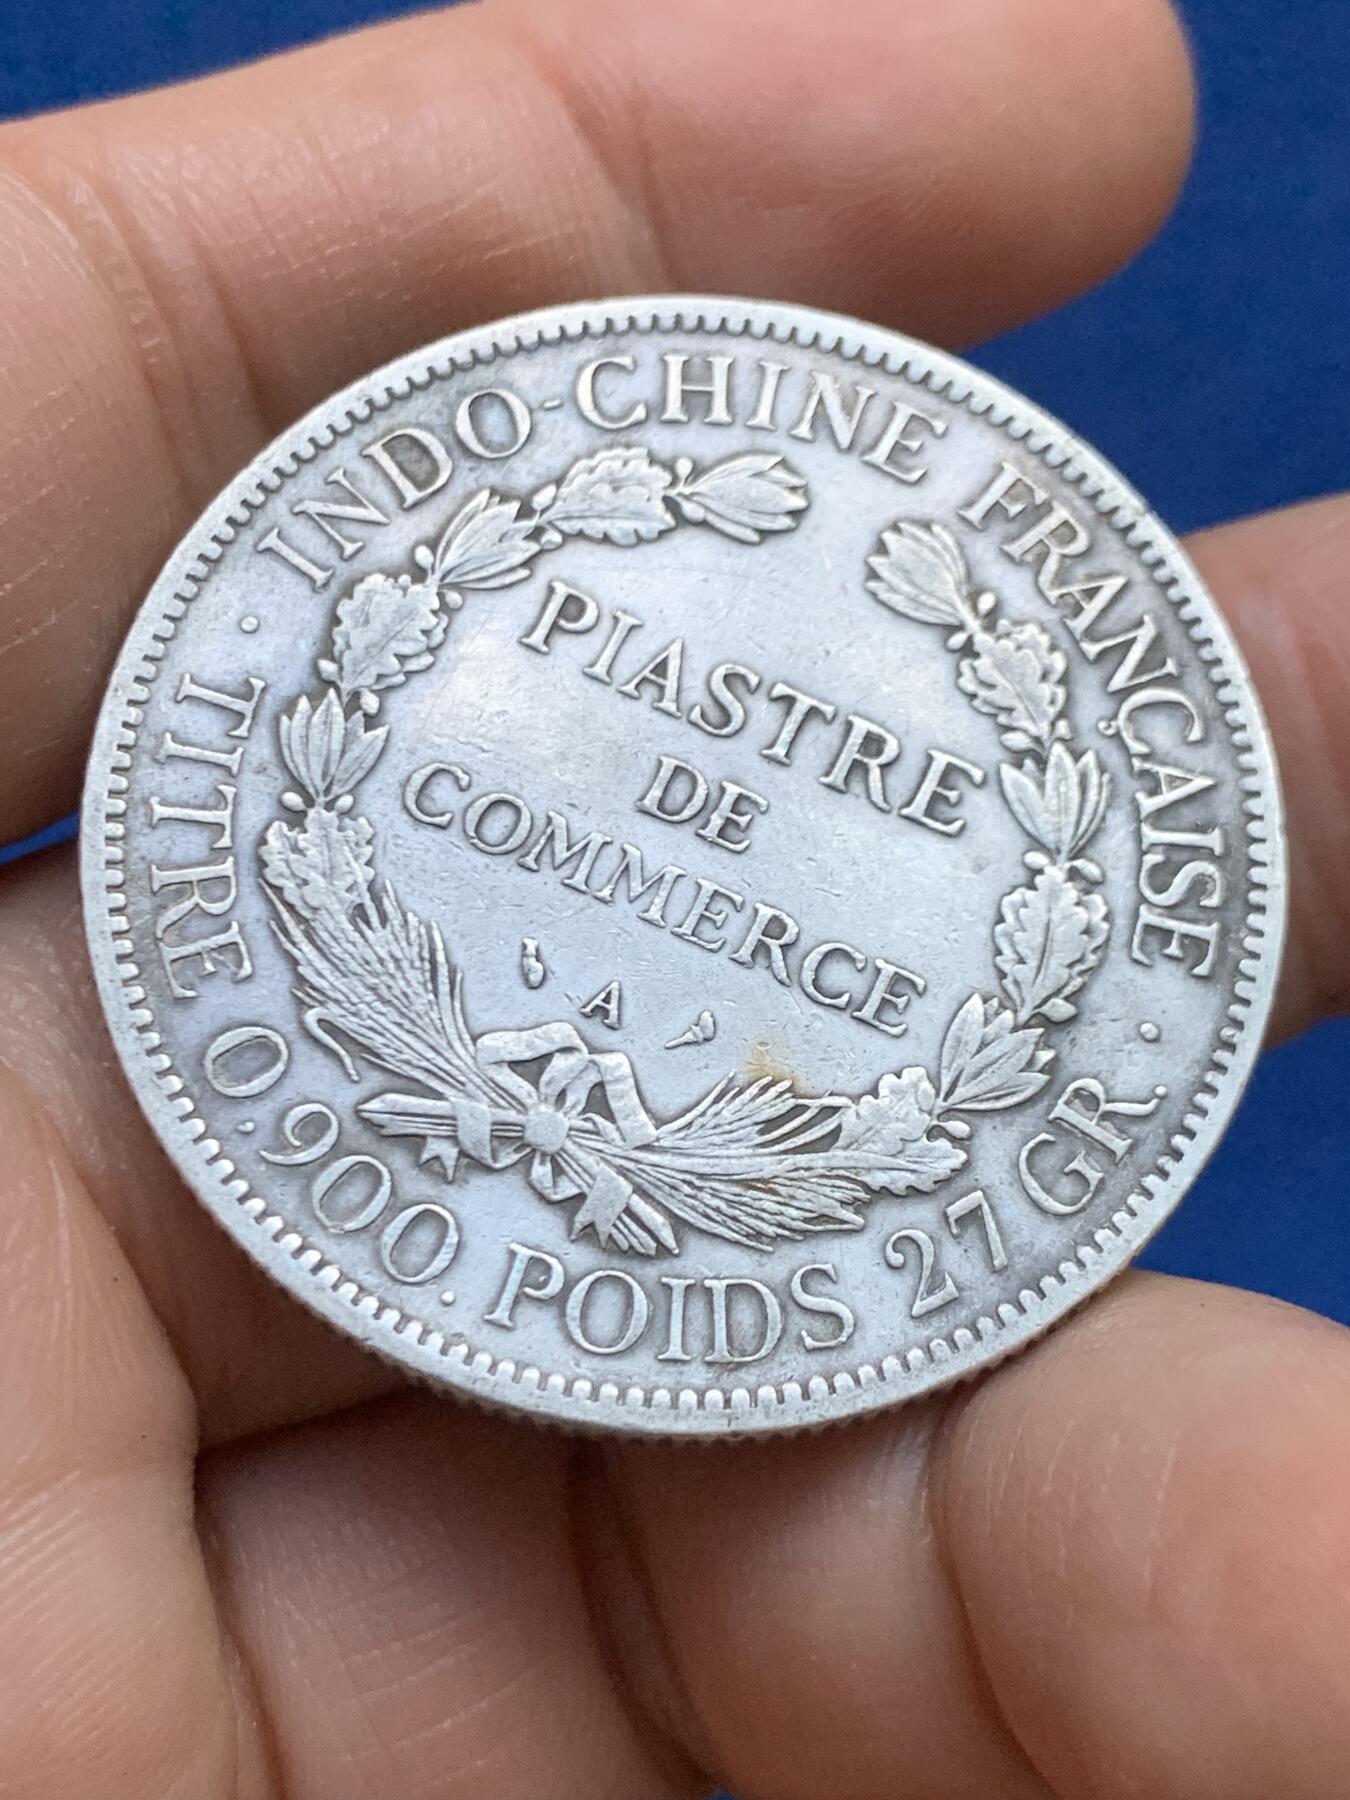 · INDO-CHINE FRANÇAISE ·
PIASTRE
DE
COMMERCE
A
TITRE 0,900. POIDS 27 GR.